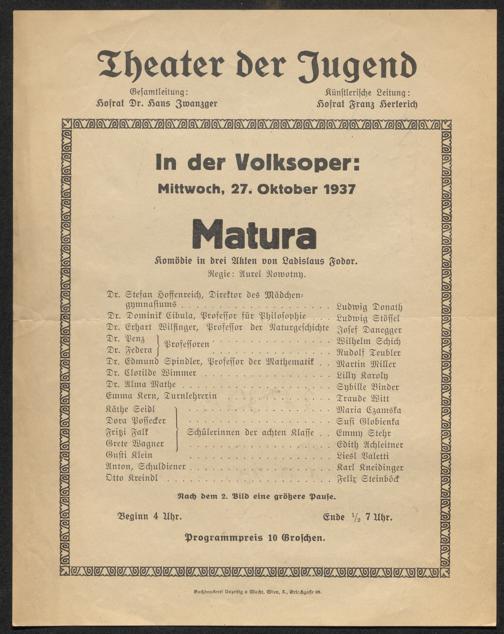 Theater der Jugend
Gesamtleitung:
Hofrat Dr. Hans Zwanzger
Künstlerische Leitung:
Hofrat Franz Herterich
In der Volksoper:
Mittwoch, 27. Oktober 1937
Matura
Komödie in drei Akten von Ladislaus Fodor.
Regie: Aurel Nowotny.
Dr. Stefan Hoffenreich, Direktor des Mädchen-
gymnasiums . . . . . . . . . . Ludwig Donath
Dr. Dominik Cibula, Professor für Philosophie . . . Ludwig Stössel
Dr. Erhart Wilfinger, Professor der Naturgeschichte Josef Danegger
Dr. Penz } Professoren . . . . . . Wilhelm Schich
Dr. Federa } . . . . . . Rudolf Teubler
Dr. Edmund Spindler, Professor der Mathematik . . Martin Miller
Dr. Clotilde Wimmer . . . . . . Lilly Karoly
Dr. Alma Mathe . . . . . . Sybille Binder
Emma Kern, Turnlehrerin . . . . . . Traude Witt
Käthe Seidl . . . . . . Maria Czamska
Dora Possecker . . . . . . Susi Globienka
Fritzi Falk } Schülerinnen der achten Klasse . . Emmy Stehr
Grete Wagner . . . . . . Edith Achleitner
Gusti Klein . . . . . . Liesl Valetti
Anton, Schuldiener . . . . . . Karl Kneidinger
Otto Kreindl . . . . . . Felix Steinböck
Nach dem 2. Bild eine größere Pause.
Beginn 4 Uhr. Ende ½ 7 Uhr.
Programmpreis 10 Groschen.
Buchdruckerei